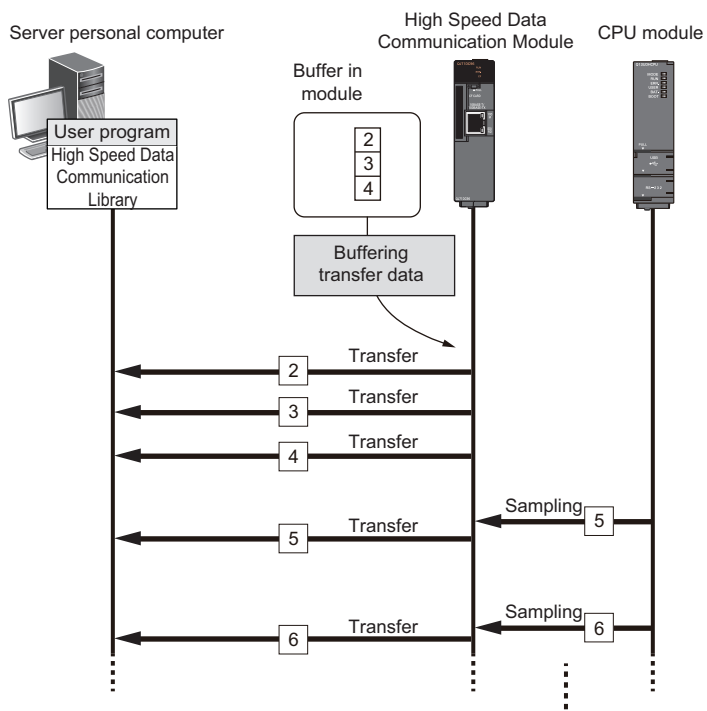 Server personal computer
High Speed Data
Communication Module
CPU module
User program
High Speed Data
Communication
Library
Buffer in
module
2
3
4
Buffering
transfer data
Transfer
2
Transfer
3
Transfer
4
Sampling
5
Transfer
5
Sampling
6
Transfer
6